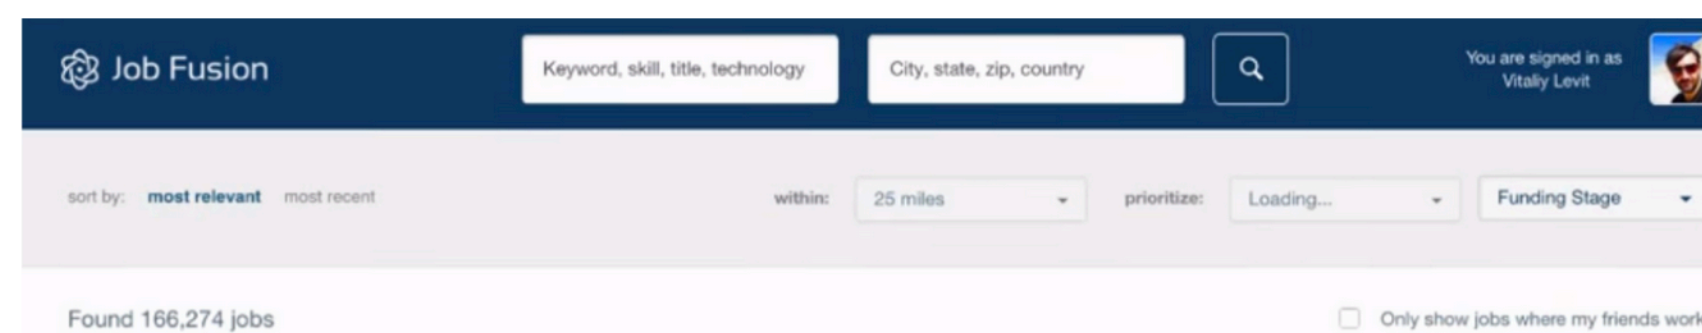 Job Fusion
Keyword, skill, title, technology
City, state, zip, country
You are signed in as
Vitaliy Levit
sort by: most relevant most recent
within: 25 miles
prioritize: Loading...
Funding Stage
Found 166,274 jobs
Only show jobs where my friends work